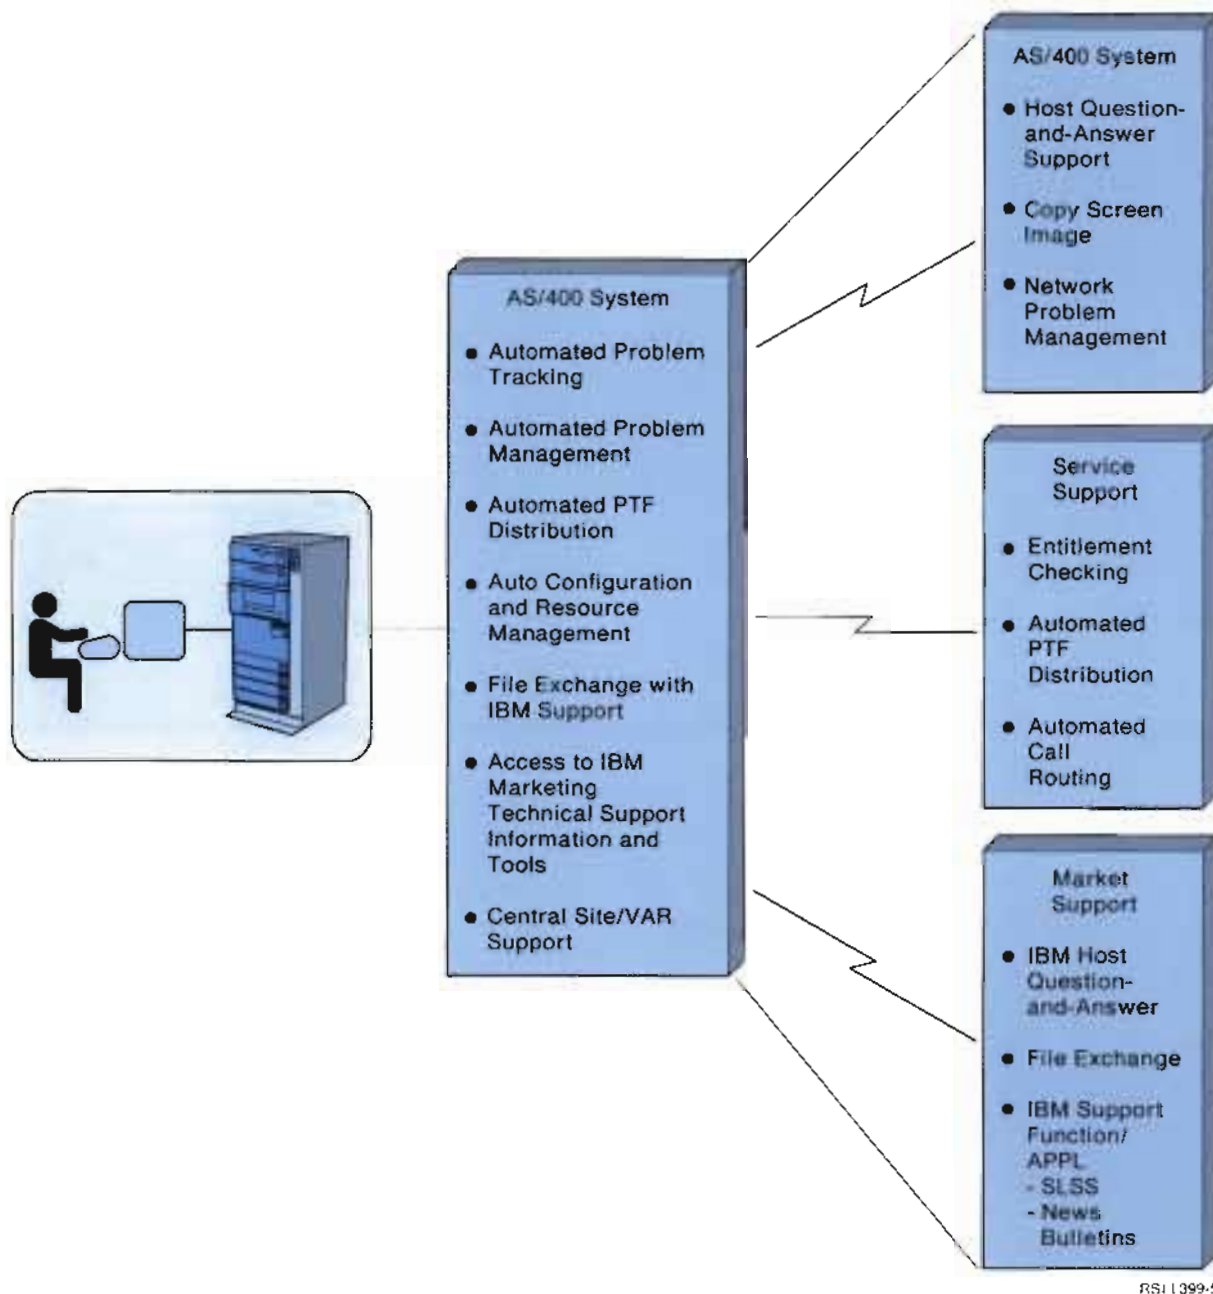 AS/400 System
● Automated Problem
Tracking
● Automated Problem
Management
● Automated PTF
Distribution
● Auto Configuration
and Resource
Management
● File Exchange with
IBM Support
● Access to IBM
Marketing
Technical Support
Information and
Tools
● Central Site/VAR
Support
AS/400 System
● Host Question-
and-Answer
Support
● Copy Screen
Image
● Network
Problem
Management
Service
Support
● Entitlement
Checking
● Automated
PTF
Distribution
● Automated
Call
Routing
Market
Support
● IBM Host
Question-
and-Answer
● File Exchange
● IBM Support
Function/
APPL
- SLSS
- News
Bulletins